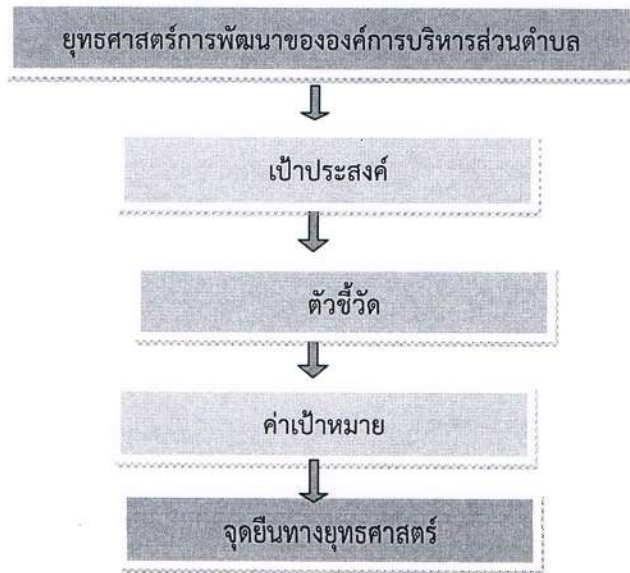 ยุทธศาสตร์การพัฒนาขององค์การบริหารส่วนตำบล
เป้าประสงค์
ตัวชี้วัด
ค่าเป้าหมาย
จุดยืนทางยุทธศาสตร์